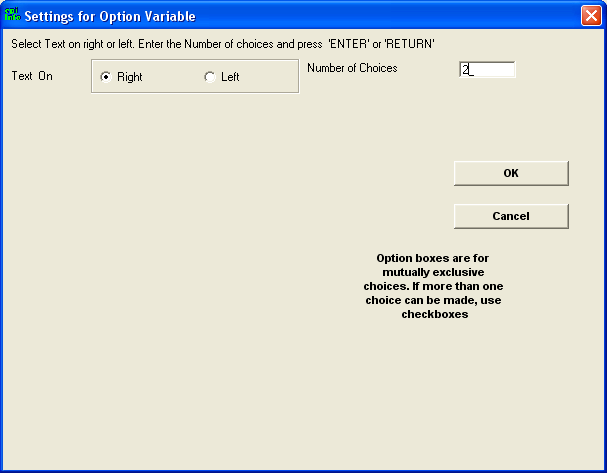 Settings for Option Variable
Select Text on right or left. Enter the Number of choices and press 'ENTER' or 'RETURN'
Text On
Right
Left
Number of Choices
2
OK
Cancel
Option boxes are for
mutually exclusive
choices. If more than one
choice can be made, use
checkboxes